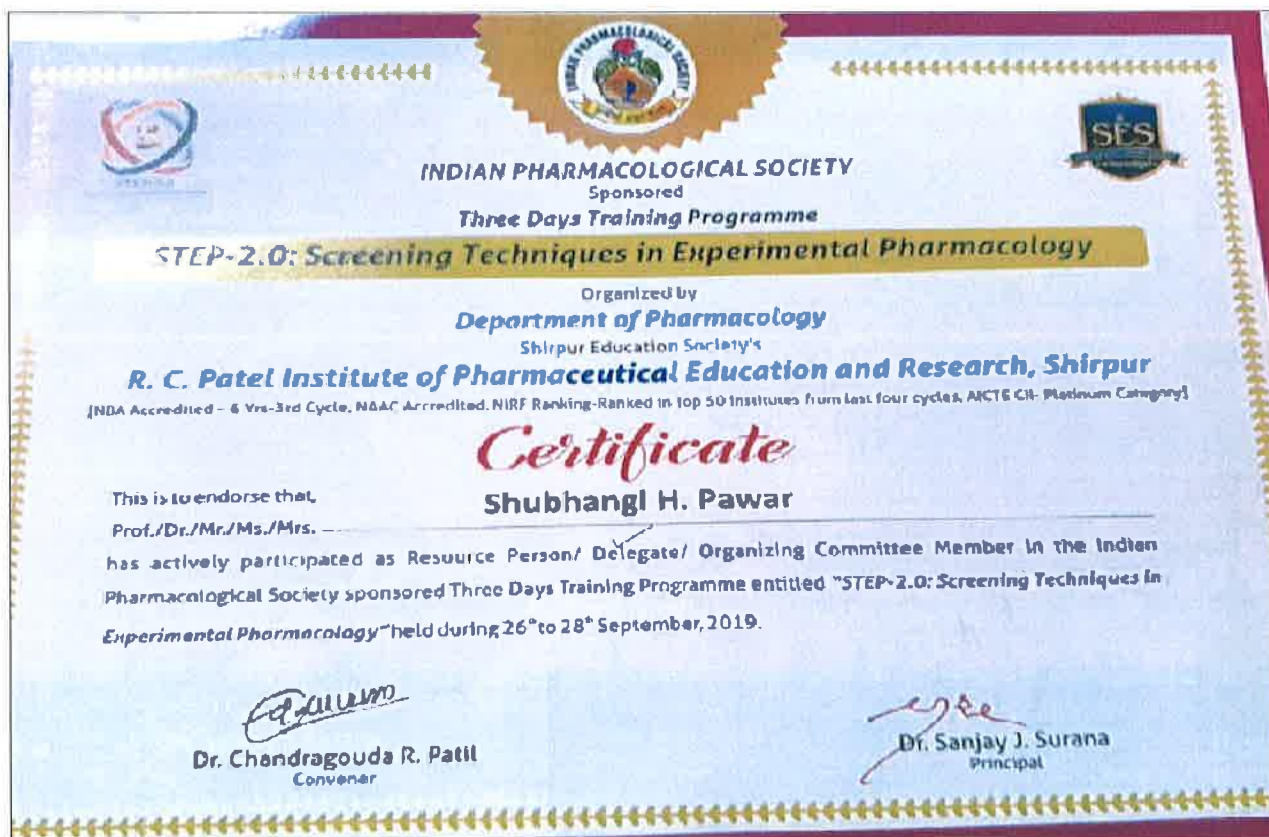 INDIAN PHARMACOLOGICAL SOCIETY
SES
INDIAN PHARMACOLOGICAL SOCIETY
Sponsored
Three Days Training Programme
STEP-2.0: Screening Techniques in Experimental Pharmacology
Organized by
Department of Pharmacology
Shirpur Education Society's
R. C. Patel Institute of Pharmaceutical Education and Research, Shirpur
[NBA Accredited - 6 Yrs-3rd Cycle, NAAC Accredited, NIRF Ranking-Ranked in top 50 Institutes from last four cycles, AICTE CII- Platinum Category]
Certificate
This is to endorse that,
Shubhangi H. Pawar
Prof./Dr./Mr./Ms./Mrs.
has actively participated as Resource Person/ Delegate/ Organizing Committee Member in the Indian
Pharmacological Society sponsored Three Days Training Programme entitled "STEP-2.0: Screening Techniques in
Experimental Pharmacology" held during 26th to 28th September, 2019.
Dr. Chandragouda R. Patil
Convener
Dr. Sanjay J. Surana
Principal